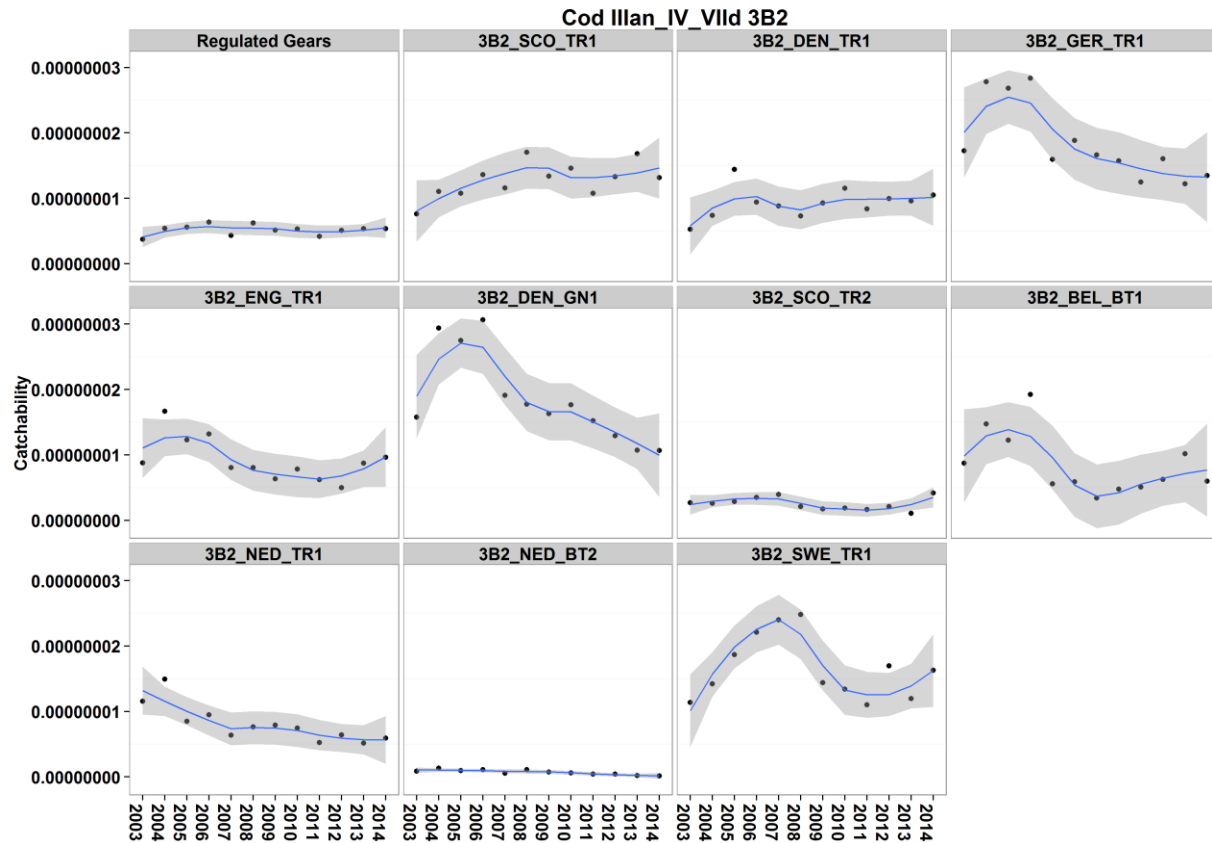 Cod IIIan_IV_VIId 3B2
Regulated Gears
3B2_SCO_TR1
3B2_DEN_TR1
3B2_GER_TR1
0.00000003
0.00000002
0.00000001
0.00000000
3B2_ENG_TR1
3B2_DEN_GN1
3B2_SCO_TR2
3B2_BEL_BT1
0.00000003
0.00000002
0.00000001
0.00000000
Catchability
3B2_NED_TR1
3B2_NED_BT2
3B2_SWE_TR1
0.00000003
0.00000002
0.00000001
0.00000000
2003 2004 2005 2006 2007 2008 2009 2010 2011 2012 2013 2014
2003 2004 2005 2006 2007 2008 2009 2010 2011 2012 2013 2014
2003 2004 2005 2006 2007 2008 2009 2010 2011 2012 2013 2014